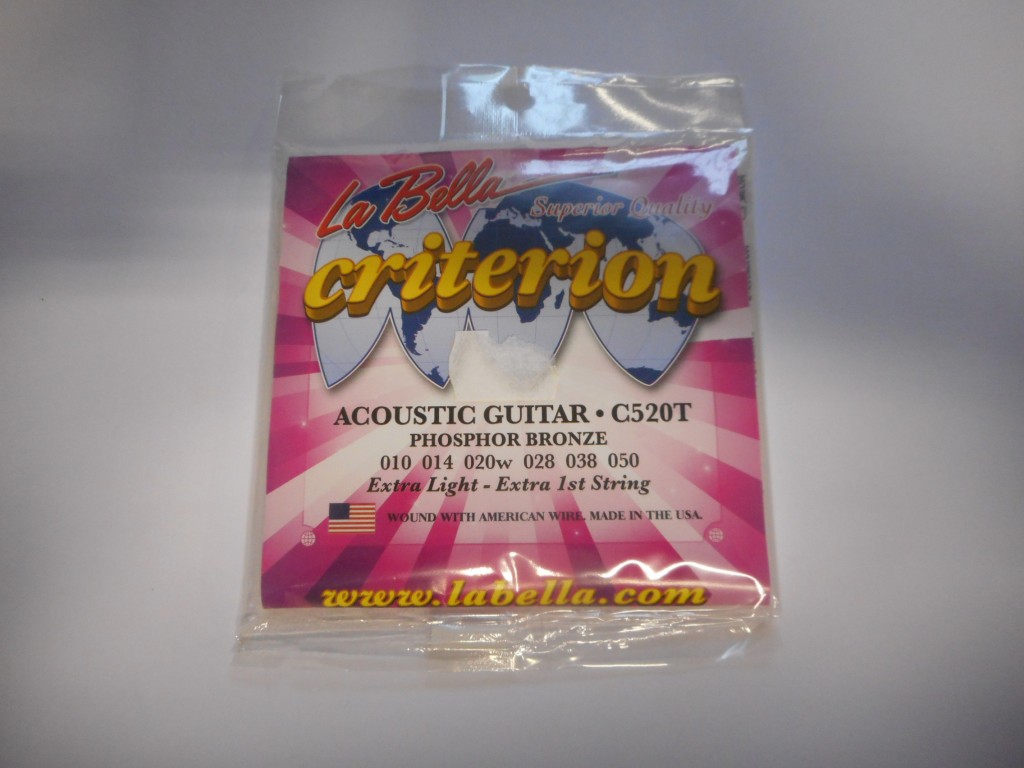 La Bella
Superior Quality
criterion
ACOUSTIC GUITAR • C520T
PHOSPHOR BRONZE
010 014 020w 028 038 050
Extra Light - Extra 1st String
WOUND WITH AMERICAN WIRE. MADE IN THE USA.
www.labella.com